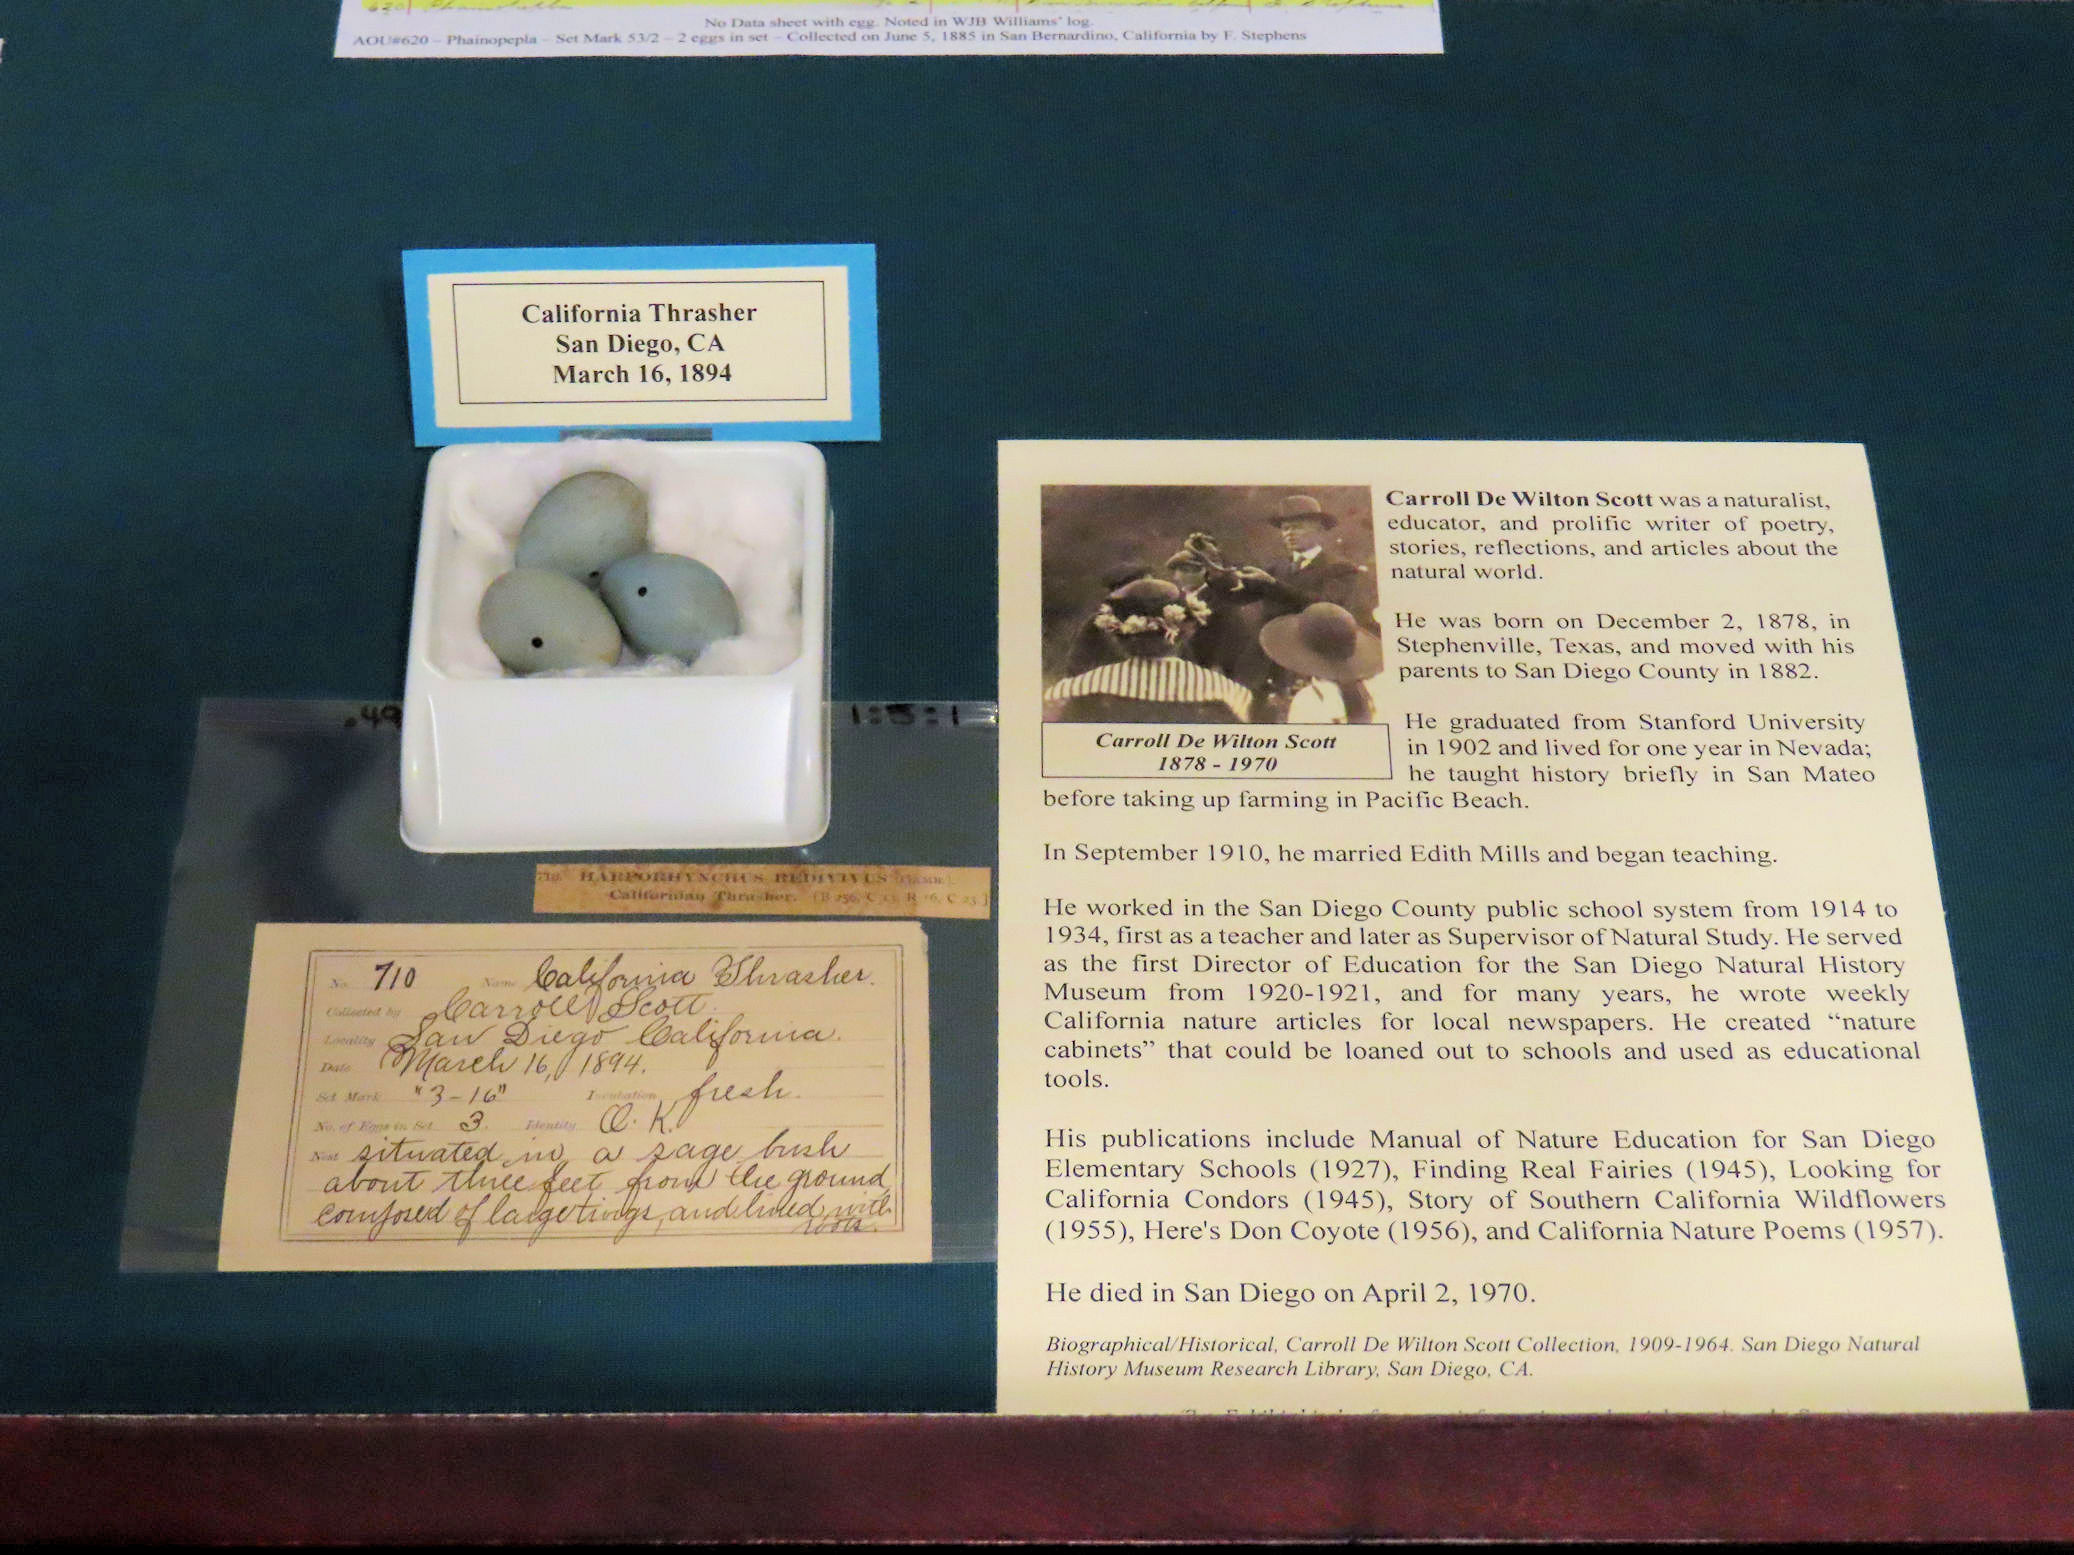 No Data sheet with egg. Noted in WJB Williams' log.
AOU#620 – Phainopepla – Set Mark 53/2 – 2 eggs in set – Collected on June 5, 1885 in San Bernardino, California by F. Stephens
California Thrasher
San Diego, CA
March 16, 1894
.49
1:5:1
710. HARPORHYNCHUS REDIVIVUS
Californian Thrasher.
No. 710 Name California Thrasher.
Collected by Carroll Scott.
Locality San Diego California.
Date March 16, 1894.
Set Mark "3-16" Incubation fresh.
No. of Eggs in Set 3. Identity O.K.
Nest situated in a sage bush
about three feet from the ground,
composed of large twigs, and lined with
roots.
Carroll De Wilton Scott
1878 - 1970
Carroll De Wilton Scott was a naturalist,
educator, and prolific writer of poetry,
stories, reflections, and articles about the
natural world.
He was born on December 2, 1878, in
Stephenville, Texas, and moved with his
parents to San Diego County in 1882.
He graduated from Stanford University
in 1902 and lived for one year in Nevada;
he taught history briefly in San Mateo
before taking up farming in Pacific Beach.
In September 1910, he married Edith Mills and began teaching.
He worked in the San Diego County public school system from 1914 to
1934, first as a teacher and later as Supervisor of Natural Study. He served
as the first Director of Education for the San Diego Natural History
Museum from 1920-1921, and for many years, he wrote weekly
California nature articles for local newspapers. He created “nature
cabinets” that could be loaned out to schools and used as educational
tools.
His publications include Manual of Nature Education for San Diego
Elementary Schools (1927), Finding Real Fairies (1945), Looking for
California Condors (1945), Story of Southern California Wildflowers
(1955), Here's Don Coyote (1956), and California Nature Poems (1957).
He died in San Diego on April 2, 1970.
Biographical/Historical, Carroll De Wilton Scott Collection, 1909-1964. San Diego Natural
History Museum Research Library, San Diego, CA.